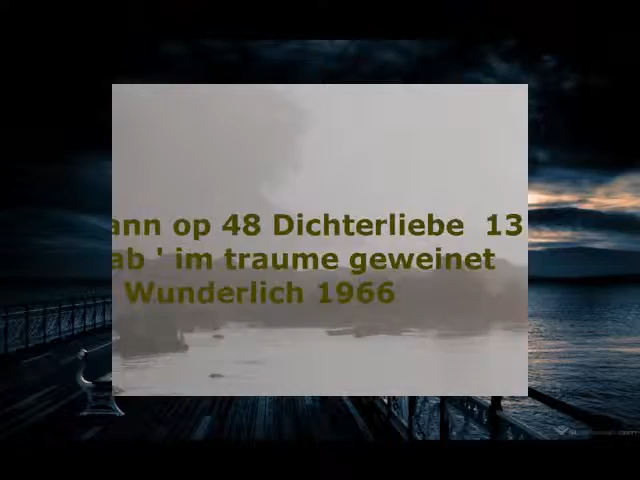 ann op 48 Dichterliebe 13
ab ' im traume geweinet
Wunderlich 1966